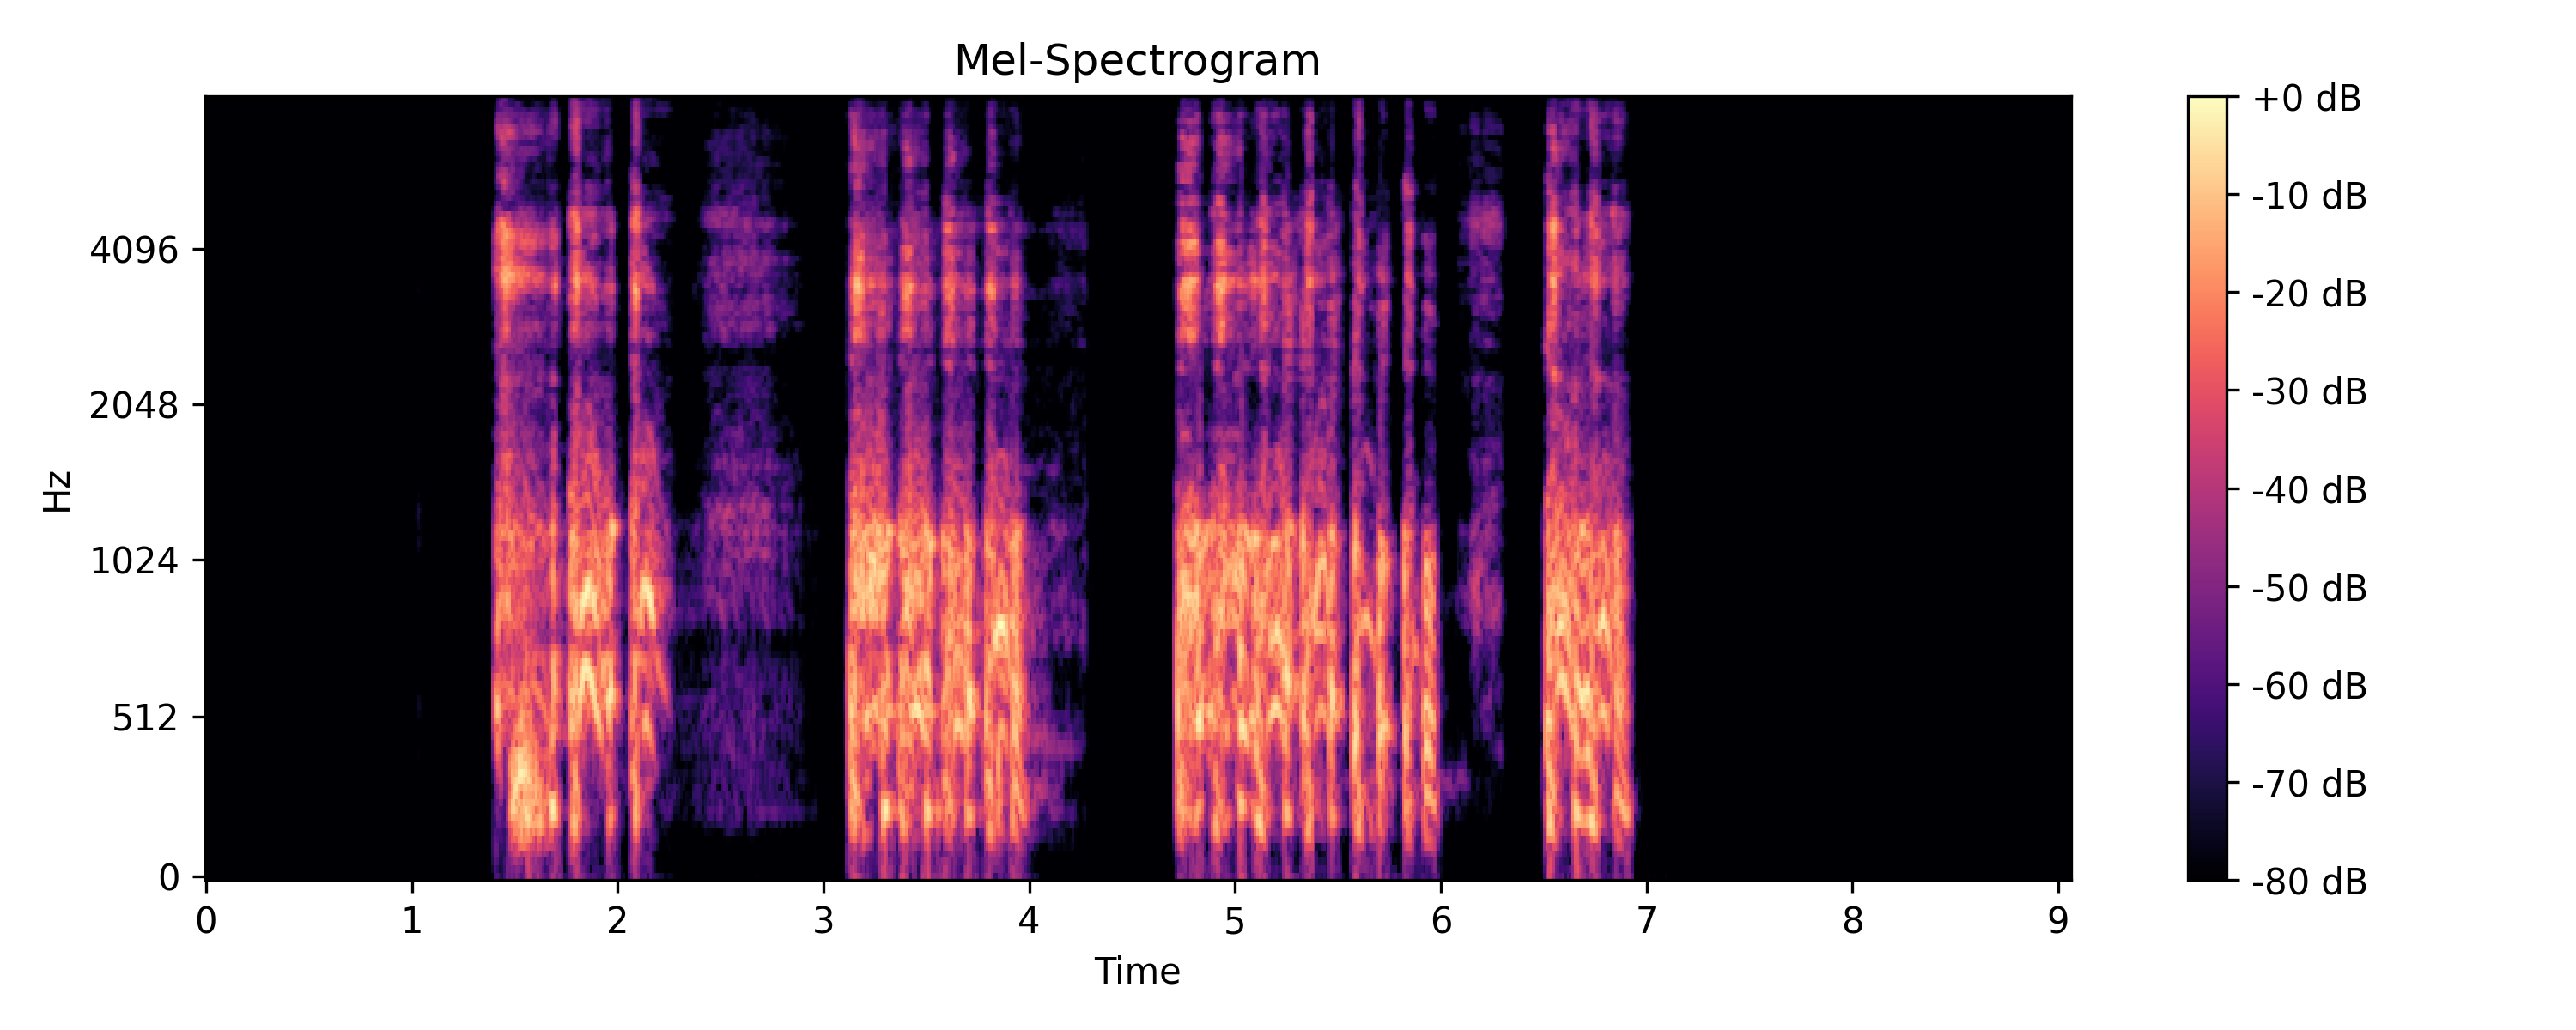 Mel-Spectrogram
+0 dB
-10 dB
-20 dB
-30 dB
-40 dB
-50 dB
-60 dB
-70 dB
-80 dB
Hz
4096
2048
1024
512
0
0 1 2 3 4 5 6 7 8 9
Time